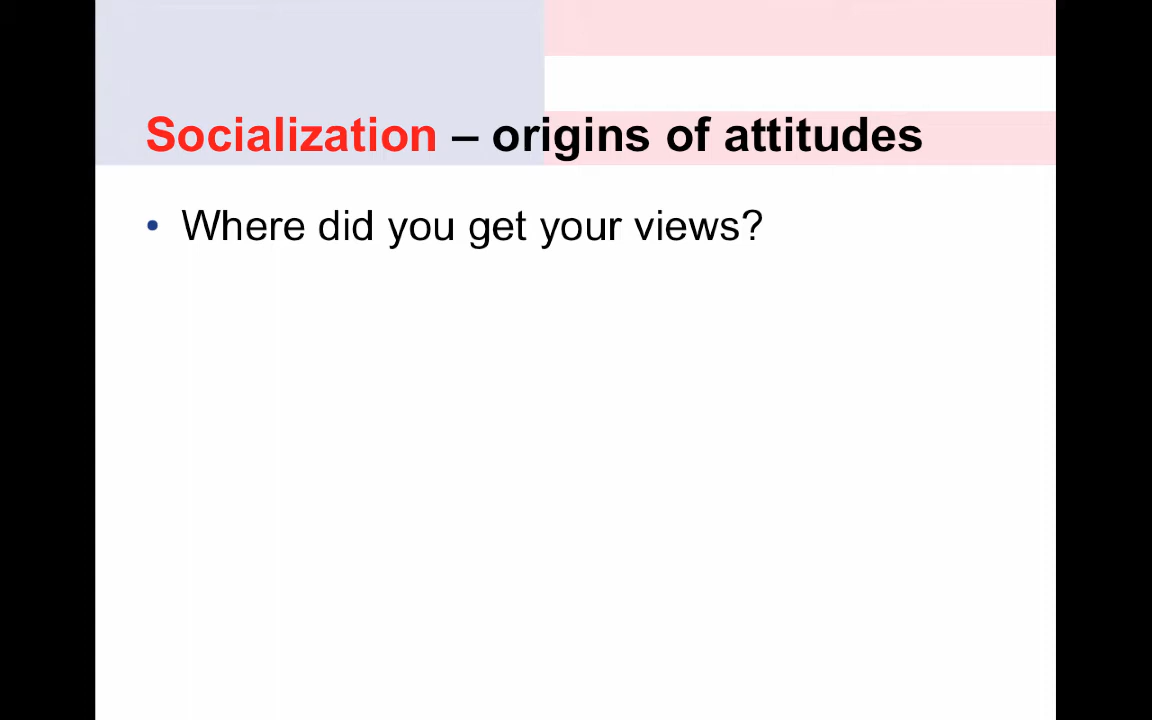 Socialization – origins of attitudes
• Where did you get your views?